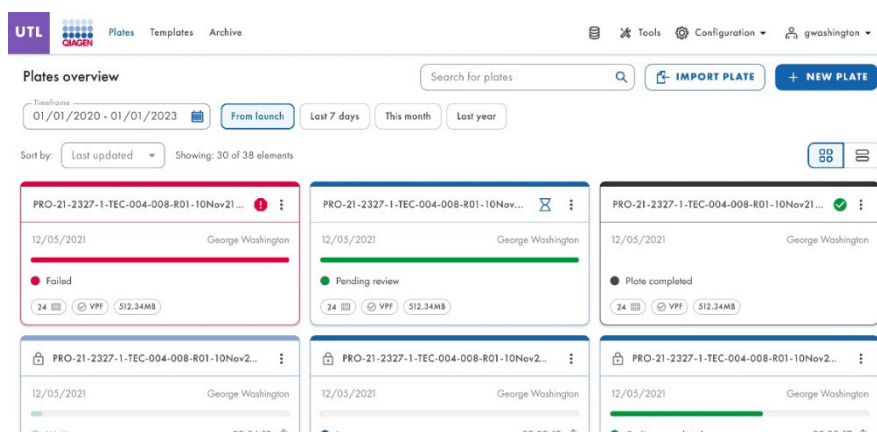 UTL QIAGEN Plates Templates Archive Tools Configuration gwashington
Plates overview Search for plates IMPORT PLATE + NEW PLATE
Timeframe
01/01/2020 - 01/01/2023 From launch Last 7 days This month Last year
Sort by: Last updated Showing: 30 of 38 elements
PRO-21-2327-1-TEC-004-008-R01-10Nov21... PRO-21-2327-1-TEC-004-008-R01-10Nov... PRO-21-2327-1-TEC-004-008-R01-10Nov21...
12/05/2021 George Washington 12/05/2021 George Washington 12/05/2021 George Washington
Failed Pending review Plate completed
24 VPF 512.34MB 24 VPF 512.34MB 24 VPF 512.34MB
PRO-21-2327-1-TEC-004-008-R01-10Nov2... PRO-21-2327-1-TEC-004-008-R01-10Nov2... PRO-21-2327-1-TEC-004-008-R01-10Nov2...
12/05/2021 George Washington 12/05/2021 George Washington 12/05/2021 George Washington